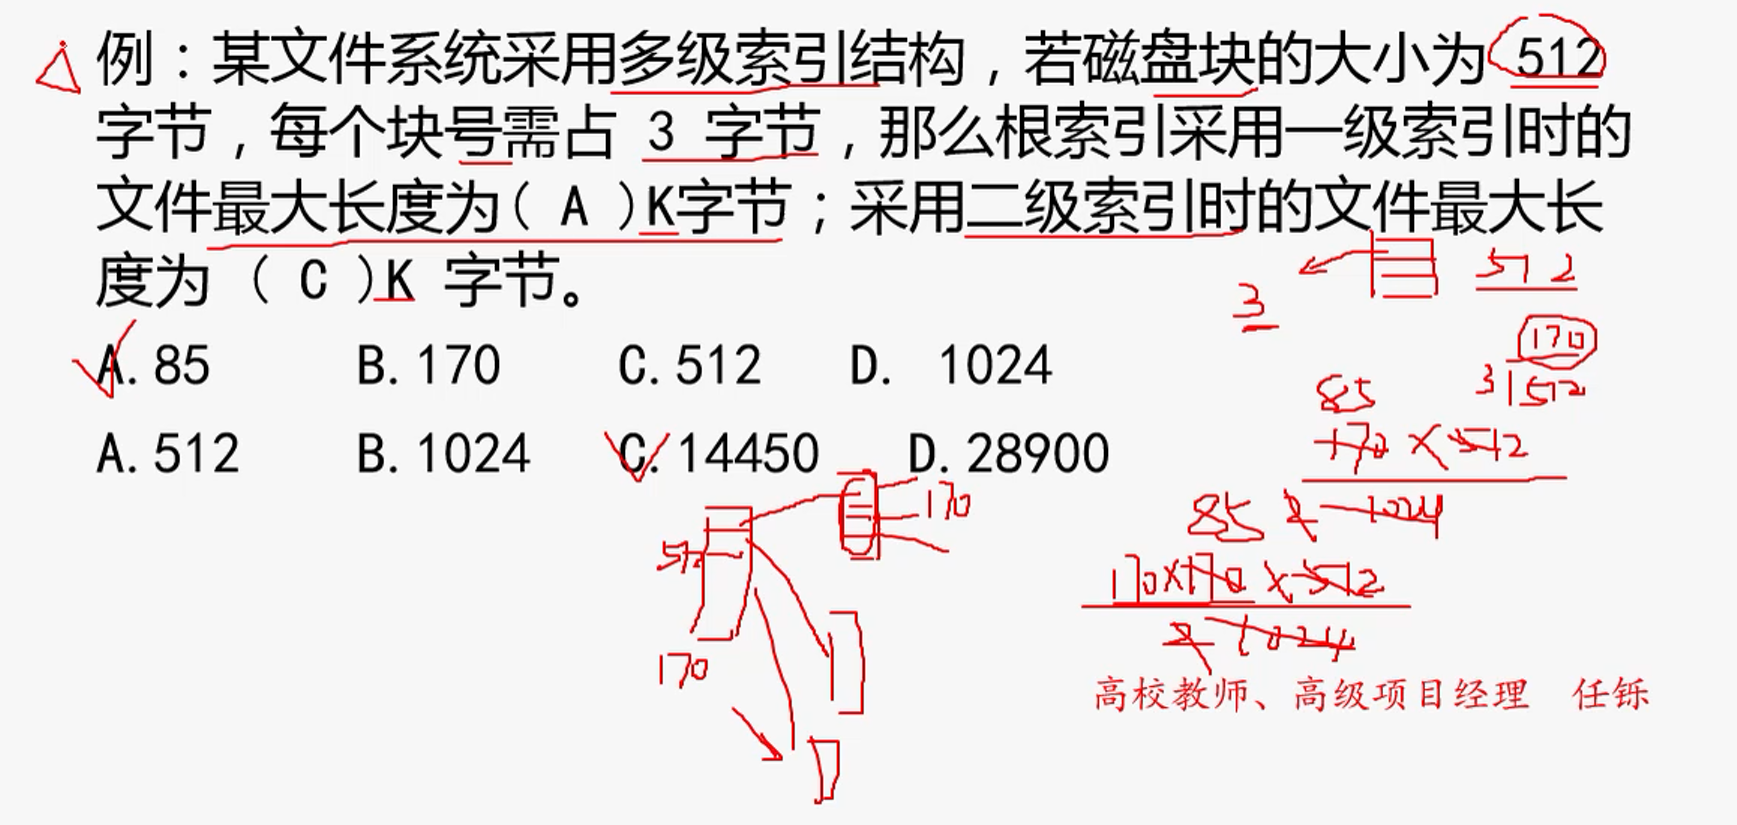 例：某文件系统采用多级索引结构，若磁盘块的大小为 512
字节，每个块号需占 3 字节，那么根索引采用一级索引时的
文件最大长度为（ A ）K字节；采用二级索引时的文件最大长
度为 （ C ）K 字节。
512
3
170
A. 85 B. 170 C. 512 D. 1024
3 512
85
170 × 512
A. 512 B. 1024 C. 14450 D. 28900
170
85 2 1024
512
170×170 × 512
2 1024
170
高校教师、高级项目经理 任铄